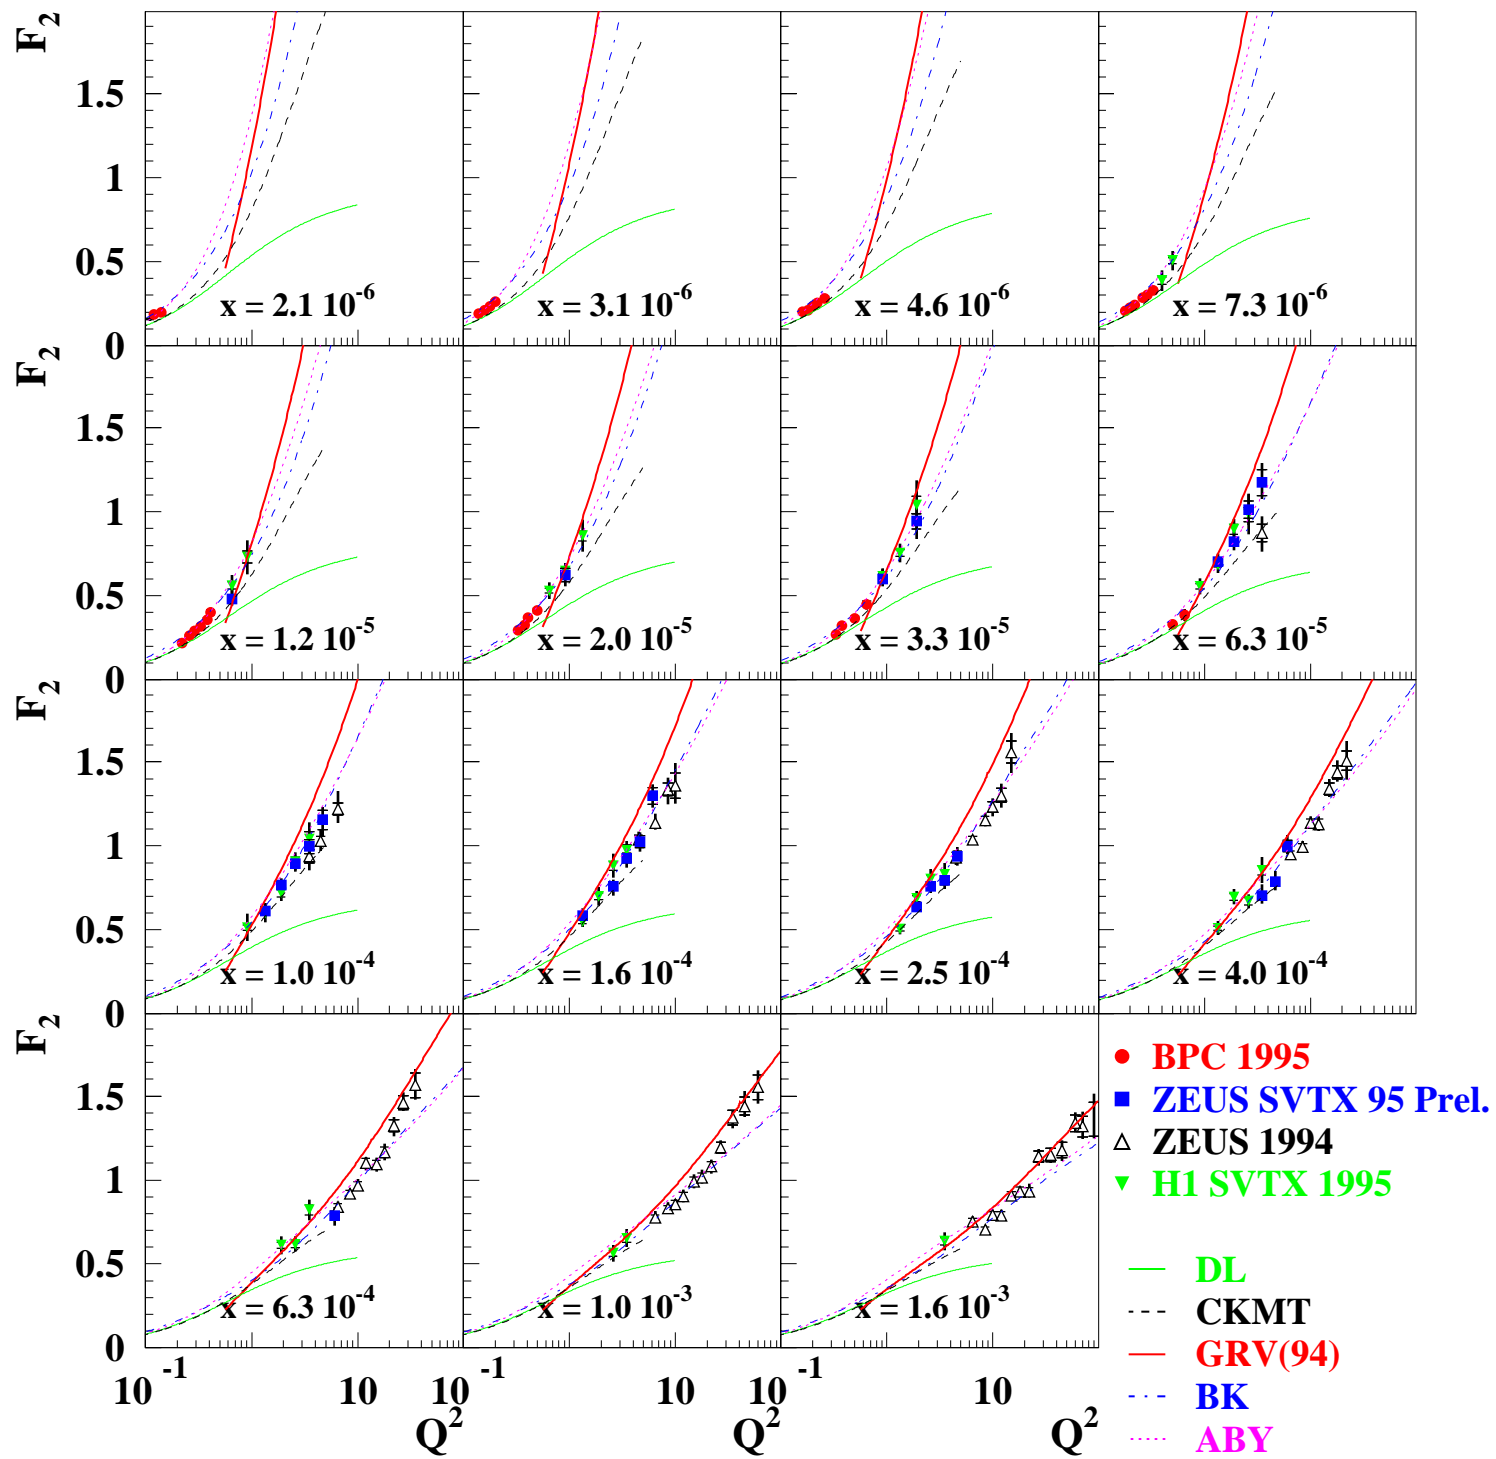 F2
1.5
1
0.5
0
x = 2.1 10^-6
x = 3.1 10^-6
x = 4.6 10^-6
x = 7.3 10^-6
F2
1.5
1
0.5
0
x = 1.2 10^-5
x = 2.0 10^-5
x = 3.3 10^-5
x = 6.3 10^-5
F2
1.5
1
0.5
0
x = 1.0 10^-4
x = 1.6 10^-4
x = 2.5 10^-4
x = 4.0 10^-4
F2
1.5
1
0.5
0
x = 6.3 10^-4
x = 1.0 10^-3
x = 1.6 10^-3
10^-1
10
10^2
-1
10
10^2
-1
10
Q^2
Q^2
Q^2
BPC 1995
ZEUS SVTX 95 Prel.
ZEUS 1994
H1 SVTX 1995
DL
CKMT
GRV(94)
BK
ABY